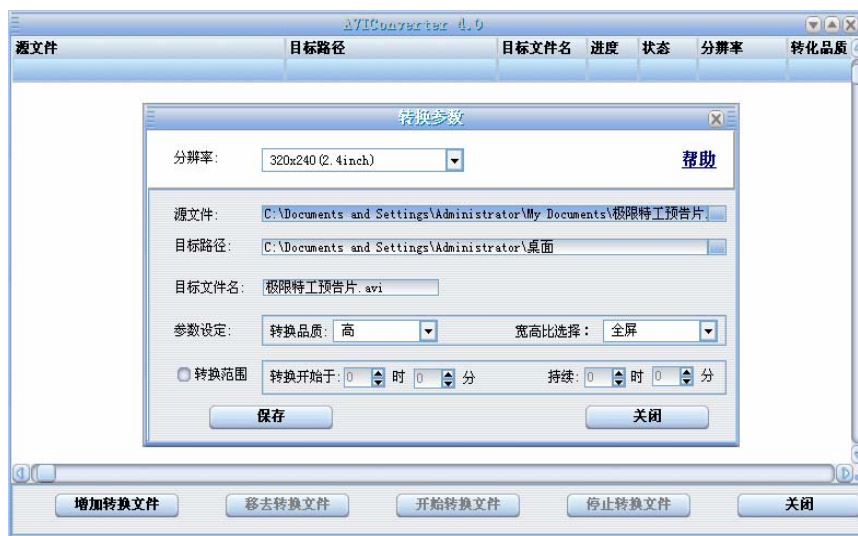 AVIConverter 4.0
源文件 目标路径 目标文件名 进度 状态 分辨率 转化品质
转换参数
分辨率: 320x240(2.4inch) 帮助
源文件: C:\Documents and Settings\Administrator\My Documents\极限特工预告片.
目标路径: C:\Documents and Settings\Administrator\桌面
目标文件名: 极限特工预告片.avi
参数设定: 转换品质: 高 宽高比选择: 全屏
转换范围 转换开始于: 0 时 0 分 持续: 0 时 0 分
保存 关闭
增加转换文件 移去转换文件 开始转换文件 停止转换文件 关闭